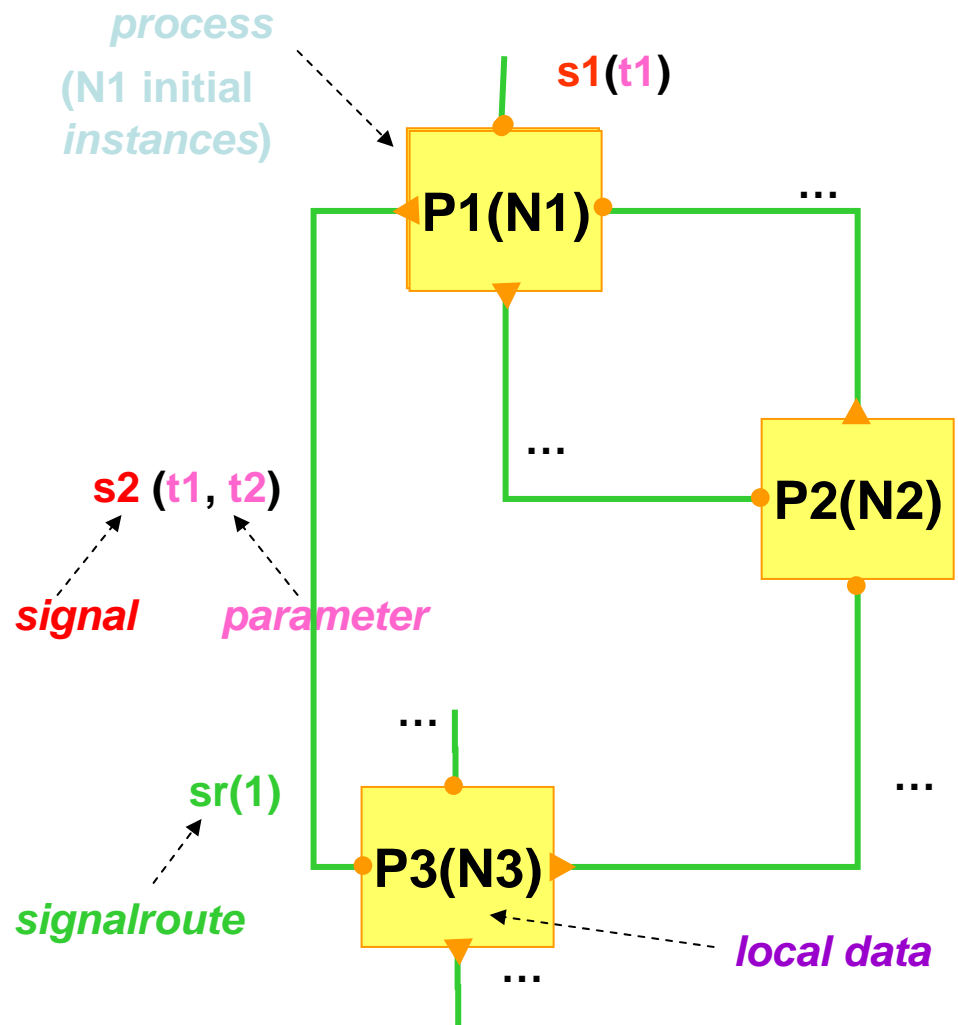 process
(N1 initial
instances)
s1(t1)
P1(N1)
...
...
s2 (t1, t2)
P2(N2)
signal
parameter
...
sr(1)
...
P3(N3)
signalroute
local data
...